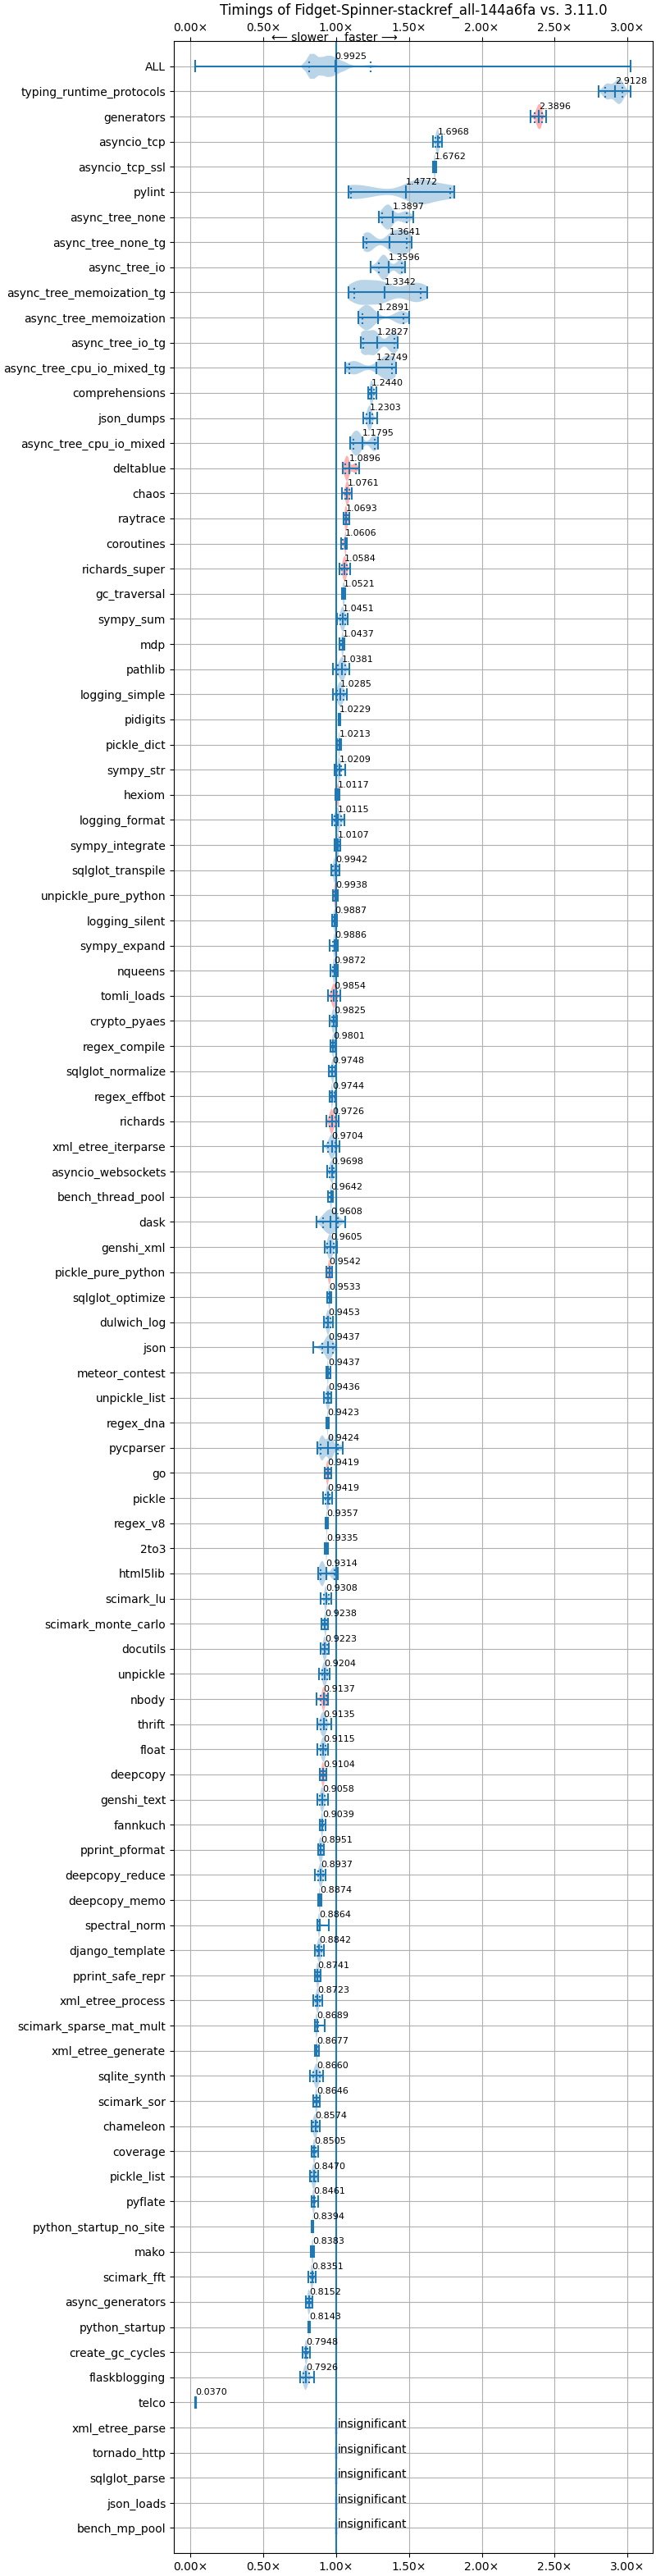 Timings of Fidget-Spinner-stackref_all-144a6fa vs. 3.11.0
0.00× 0.50× 1.00× 1.50× 2.00× 2.50× 3.00×
⟵ slower faster ⟶
ALL 0.9925
typing_runtime_protocols 2.9128
generators 2.3896
asyncio_tcp 1.6968
asyncio_tcp_ssl 1.6762
pylint 1.4772
async_tree_none 1.3897
async_tree_none_tg 1.3641
async_tree_io 1.3596
async_tree_memoization_tg 1.3342
async_tree_memoization 1.2891
async_tree_io_tg 1.2827
async_tree_cpu_io_mixed_tg 1.2749
comprehensions 1.2440
json_dumps 1.2303
async_tree_cpu_io_mixed 1.1795
deltablue 1.0896
chaos 1.0761
raytrace 1.0693
coroutines 1.0606
richards_super 1.0584
gc_traversal 1.0521
sympy_sum 1.0451
mdp 1.0437
pathlib 1.0381
logging_simple 1.0285
pidigits 1.0229
pickle_dict 1.0213
sympy_str 1.0209
hexiom 1.0117
logging_format 1.0115
sympy_integrate 1.0107
sqlglot_transpile 0.9942
unpickle_pure_python 0.9938
logging_silent 0.9887
sympy_expand 0.9886
nqueens 0.9872
tomli_loads 0.9854
crypto_pyaes 0.9825
regex_compile 0.9801
sqlglot_normalize 0.9748
regex_effbot 0.9744
richards 0.9726
xml_etree_iterparse 0.9704
asyncio_websockets 0.9698
bench_thread_pool 0.9642
dask 0.9608
genshi_xml 0.9605
pickle_pure_python 0.9542
sqlglot_optimize 0.9533
dulwich_log 0.9453
json 0.9437
meteor_contest 0.9437
unpickle_list 0.9436
regex_dna 0.9423
pycparser 0.9424
go 0.9419
pickle 0.9419
regex_v8 0.9357
2to3 0.9335
html5lib 0.9314
scimark_lu 0.9308
scimark_monte_carlo 0.9238
docutils 0.9223
unpickle 0.9204
nbody 0.9137
thrift 0.9135
float 0.9115
deepcopy 0.9104
genshi_text 0.9058
fannkuch 0.9039
pprint_pformat 0.8951
deepcopy_reduce 0.8937
deepcopy_memo 0.8874
spectral_norm 0.8864
django_template 0.8842
pprint_safe_repr 0.8741
xml_etree_process 0.8723
scimark_sparse_mat_mult 0.8689
xml_etree_generate 0.8677
sqlite_synth 0.8660
scimark_sor 0.8646
chameleon 0.8574
coverage 0.8505
pickle_list 0.8470
pyflate 0.8461
python_startup_no_site 0.8394
mako 0.8383
scimark_fft 0.8351
async_generators 0.8152
python_startup 0.8143
create_gc_cycles 0.7948
flaskblogging 0.7926
telco 0.0370
xml_etree_parse insignificant
tornado_http insignificant
sqlglot_parse insignificant
json_loads insignificant
bench_mp_pool insignificant
0.00× 0.50× 1.00× 1.50× 2.00× 2.50× 3.00×